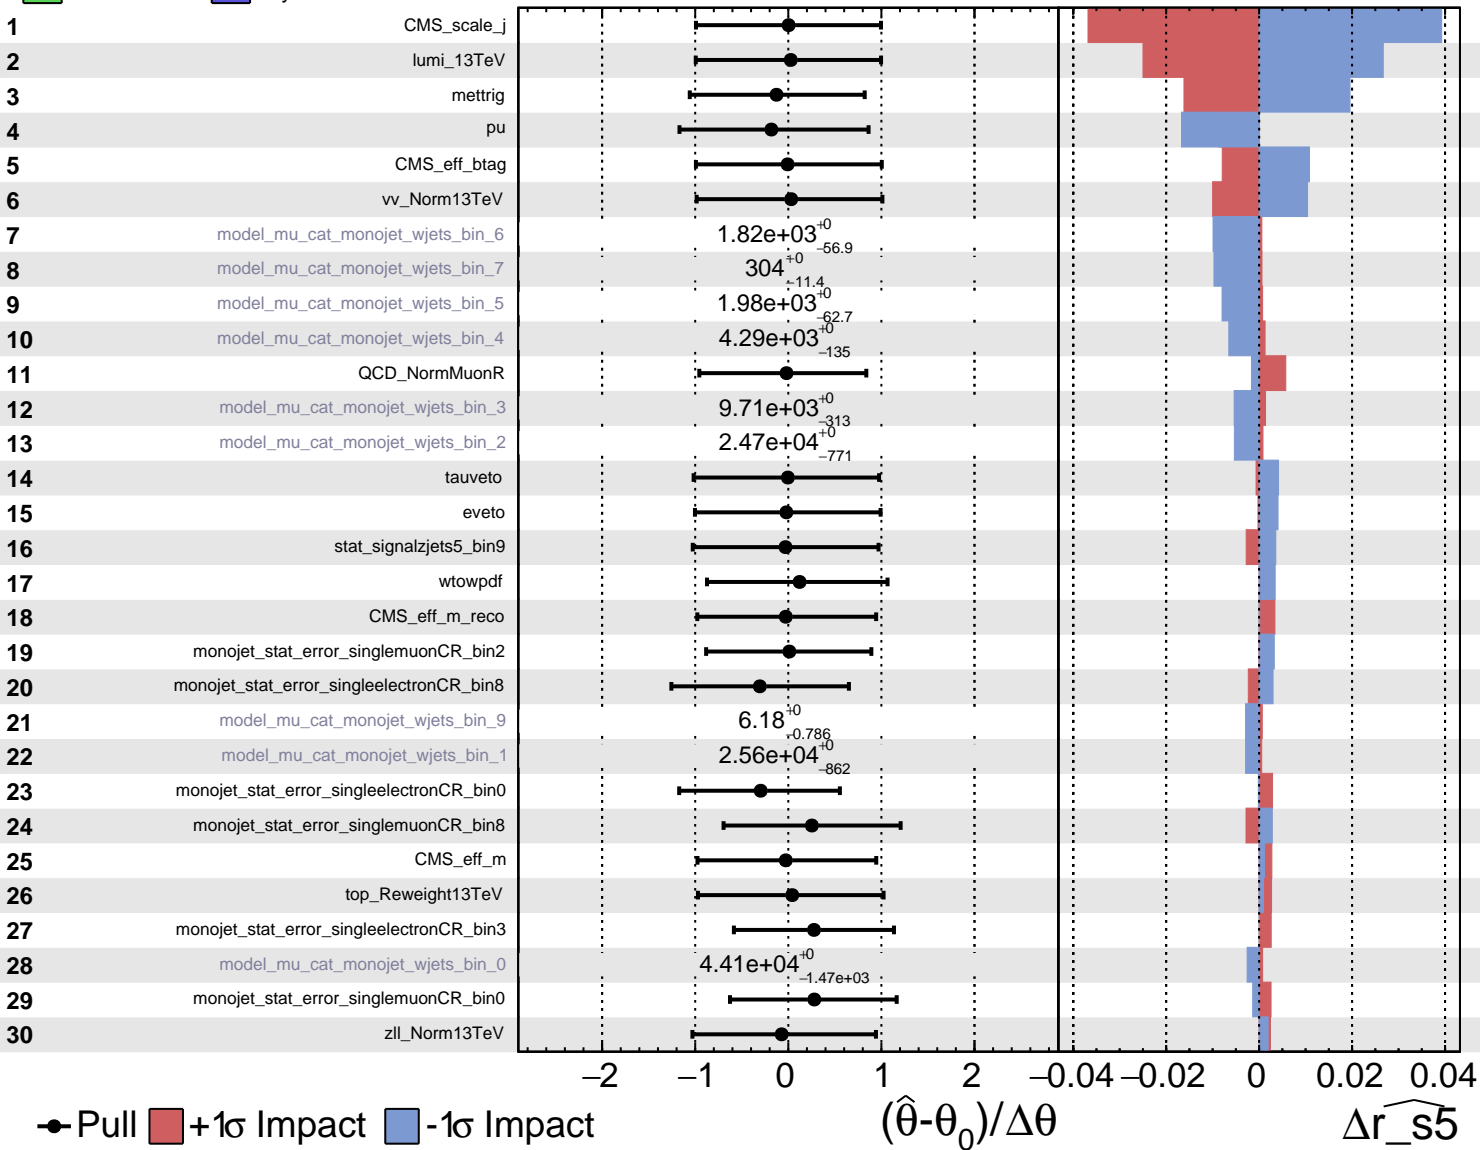 1 CMS_scale_j
2 lumi_13TeV
3 mettrig
4 pu
5 CMS_eff_btag
6 vv_Norm13TeV
7 model_mu_cat_monojet_wjets_bin_6 1.82e+03 +0 −56.9
8 model_mu_cat_monojet_wjets_bin_7 304 +0 −11.4
9 model_mu_cat_monojet_wjets_bin_5 1.98e+03 +0 −62.7
10 model_mu_cat_monojet_wjets_bin_4 4.29e+03 +0 −135
11 QCD_NormMuonR
12 model_mu_cat_monojet_wjets_bin_3 9.71e+03 +0 −313
13 model_mu_cat_monojet_wjets_bin_2 2.47e+04 +0 −771
14 tauveto
15 eveto
16 stat_signalzjets5_bin9
17 wtowpdf
18 CMS_eff_m_reco
19 monojet_stat_error_singlemuonCR_bin2
20 monojet_stat_error_singleelectronCR_bin8
21 model_mu_cat_monojet_wjets_bin_9 6.18 +0 −0.786
22 model_mu_cat_monojet_wjets_bin_1 2.56e+04 +0 −862
23 monojet_stat_error_singleelectronCR_bin0
24 monojet_stat_error_singlemuonCR_bin8
25 CMS_eff_m
26 top_Reweight13TeV
27 monojet_stat_error_singleelectronCR_bin3
28 model_mu_cat_monojet_wjets_bin_0 4.41e+04 +0 −1.47e+03
29 monojet_stat_error_singlemuonCR_bin0
30 zll_Norm13TeV
−2 −1 0 1 2 −0.04 −0.02 0 0.02 0.04
Pull +1σ Impact -1σ Impact (θ̂-θ₀)/Δθ Δr_s5̂